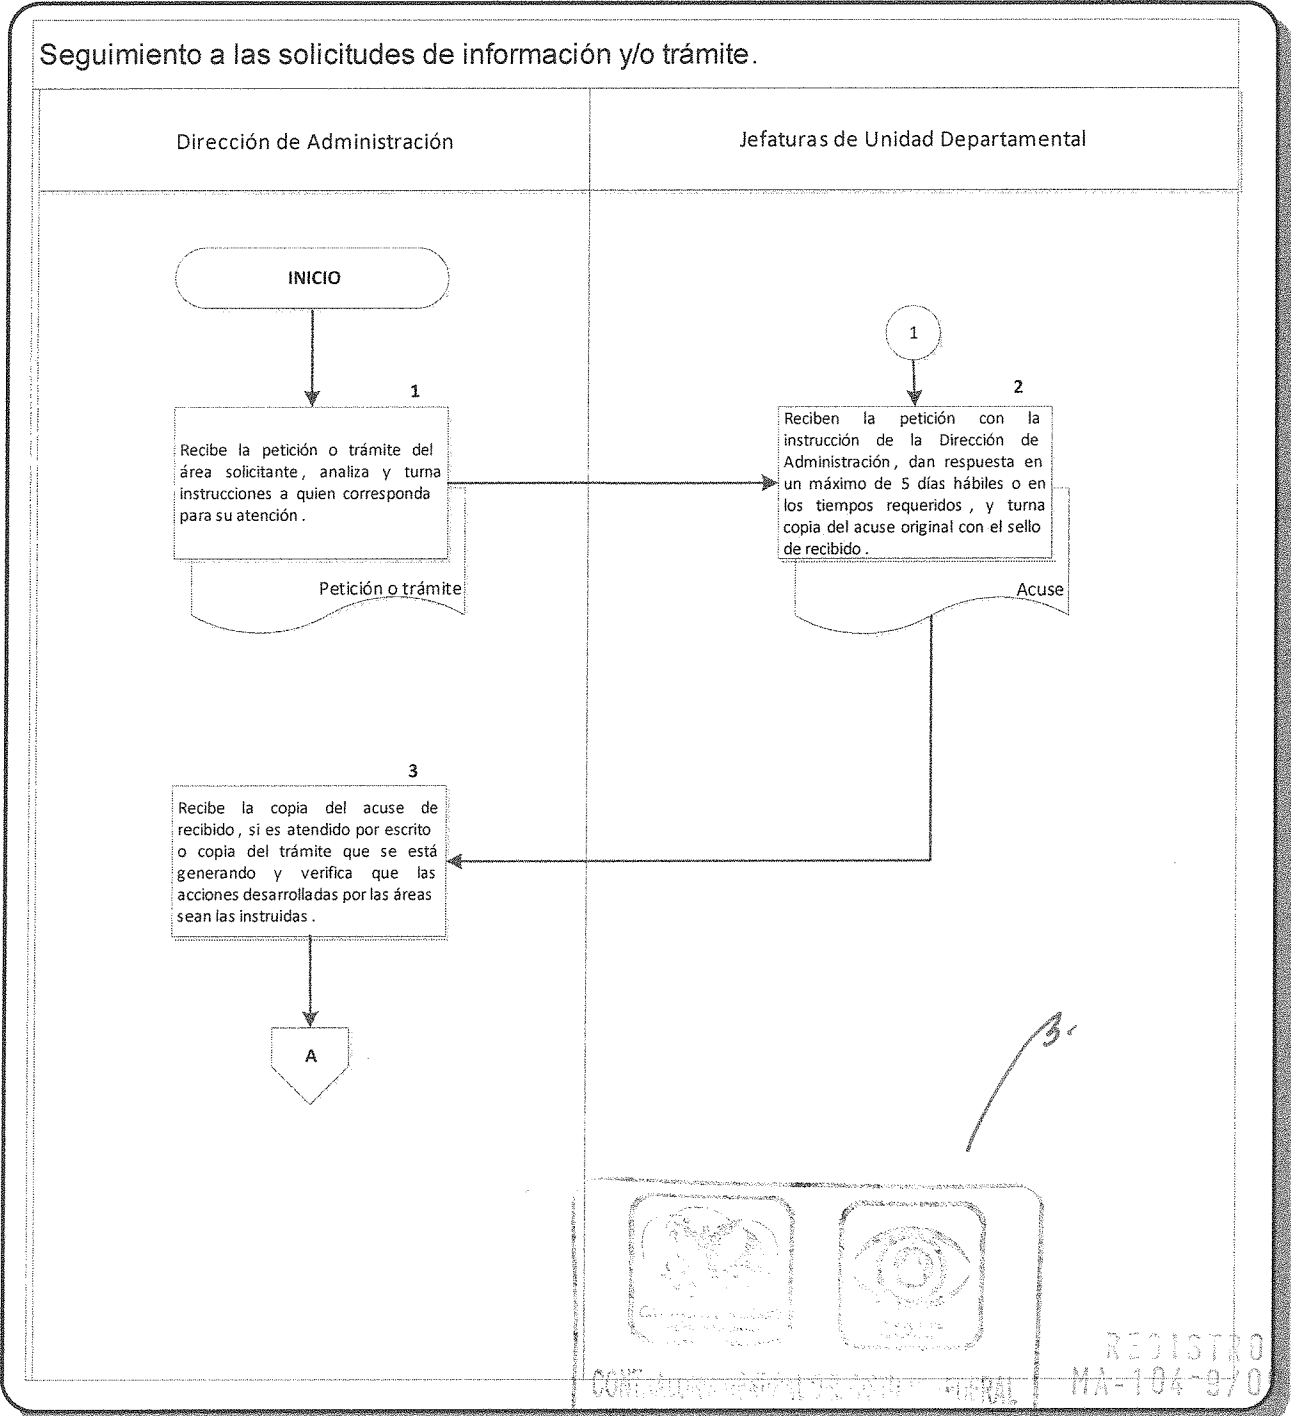 Seguimiento a las solicitudes de información y/o trámite.
Dirección de Administración
Jefaturas de Unidad Departamental
INICIO
1
Recibe la petición o trámite del
área solicitante, analiza y turna
instrucciones a quien corresponda
para su atención.
Petición o trámite
1
2
Reciben la petición con la
instrucción de la Dirección de
Administración, dan respuesta en
un máximo de 5 días hábiles o en
los tiempos requeridos, y turna
copia del acuse original con el sello
de recibido.
Acuse
3
Recibe la copia del acuse de
recibido, si es atendido por escrito
o copia del trámite que se está
generando y verifica que las
acciones desarrolladas por las áreas
sean las instruidas.
A
REGISTRO
MA-104-9/0